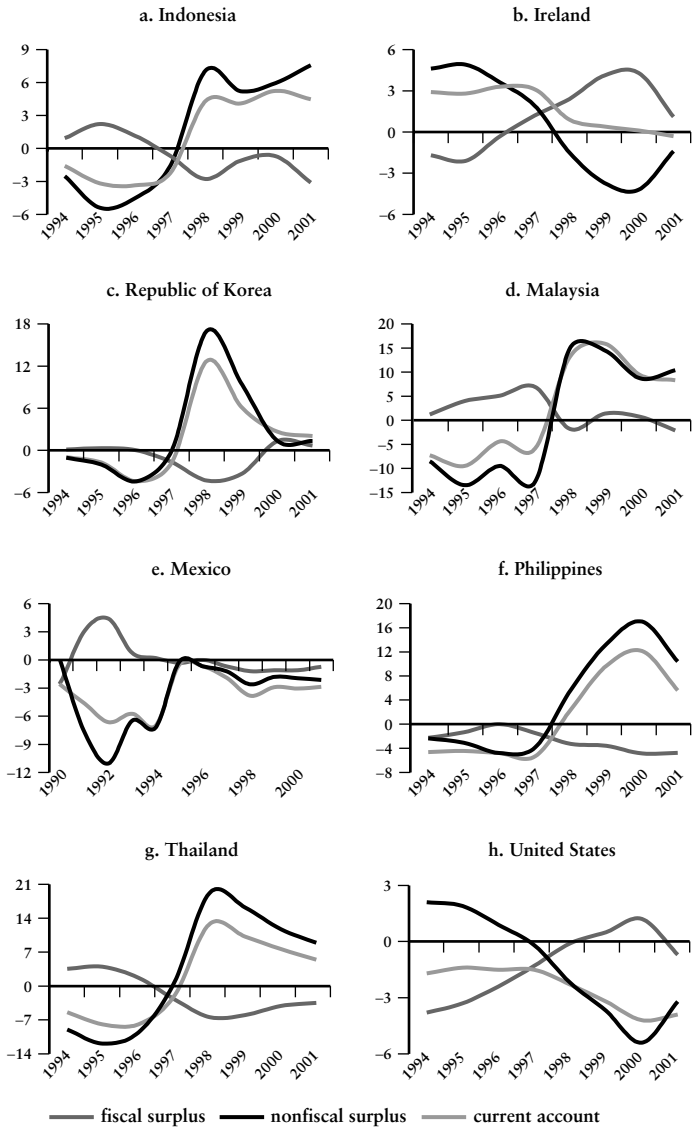 a. Indonesia
9
6
3
0
−3
−6
1994 1995 1996 1997 1998 1999 2000 2001
b. Ireland
6
3
0
−3
−6
1994 1995 1996 1997 1998 1999 2000 2001
c. Republic of Korea
18
12
6
0
−6
1994 1995 1996 1997 1998 1999 2000 2001
d. Malaysia
20
15
10
5
0
−5
−10
−15
1994 1995 1996 1997 1998 1999 2000 2001
e. Mexico
6
3
0
−3
−6
−9
−12
1990 1992 1994 1996 1998 2000
f. Philippines
20
16
12
8
4
0
−4
−8
1994 1995 1996 1997 1998 1999 2000 2001
g. Thailand
21
14
7
0
−7
−14
1994 1995 1996 1997 1998 1999 2000 2001
h. United States
3
0
−3
−6
1994 1995 1996 1997 1998 1999 2000 2001
fiscal surplus nonfiscal surplus current account